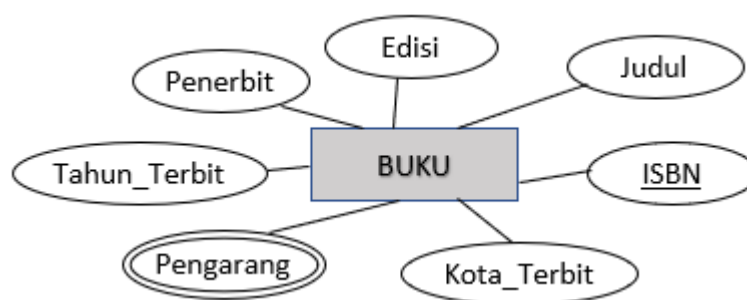 Edisi
Penerbit
Judul
BUKU
Tahun_Terbit
ISBN
Pengarang
Kota_Terbit